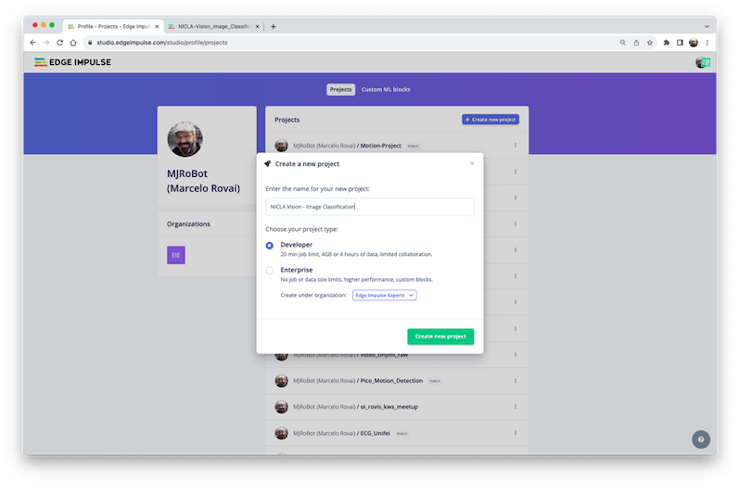 Profile - Projects - Edge Impulse
NICLA-Vision_Image_Classific
studio.edgeimpulse.com/studio/profile/projects
EDGE IMPULSE
Projects
Custom ML blocks
MJRoBot
(Marcelo Rovai)
Organizations
EIE
Projects
+ Create new project
MJRoBot (Marcelo Rovai) / Motion-Project PUBLIC
Create a new project
×
Enter the name for your new project:
NICLA Vision - Image Classification
Choose your project type:
Developer
20 min job limit, 4GB or 4 hours of data, limited collaboration.
Enterprise
No job or data size limits, higher performance, custom blocks.
Create under organization: Edge Impulse Experts
Create new project
MJRoBot (Marcelo Rovai) / video_tinyml_raw
MJRoBot (Marcelo Rovai) / Pico_Motion_Detection PUBLIC
MJRoBot (Marcelo Rovai) / oi_rovis_kws_meetup
MJRoBot (Marcelo Rovai) / ECG_Unifei PUBLIC
?